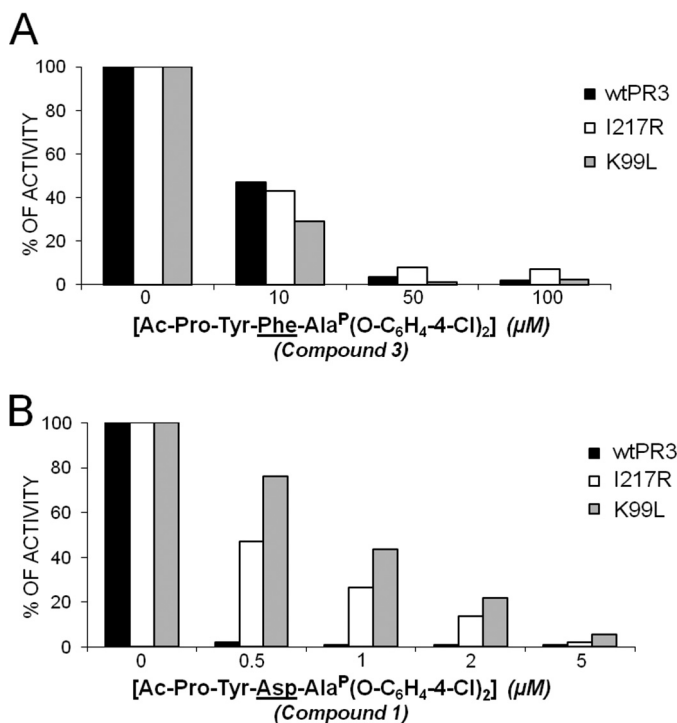 A
100
80
60
40
20
0
% OF ACTIVITY
wtPR3
I217R
K99L
0 10 50 100
[Ac-Pro-Tyr-Phe-Alaᴾ(O-C₆H₄-4-Cl)₂] (µM)
(Compound 3)
B
100
80
60
40
20
0
% OF ACTIVITY
wtPR3
I217R
K99L
0 0.5 1 2 5
[Ac-Pro-Tyr-Asp-Alaᴾ(O-C₆H₄-4-Cl)₂] (µM)
(Compound 1)